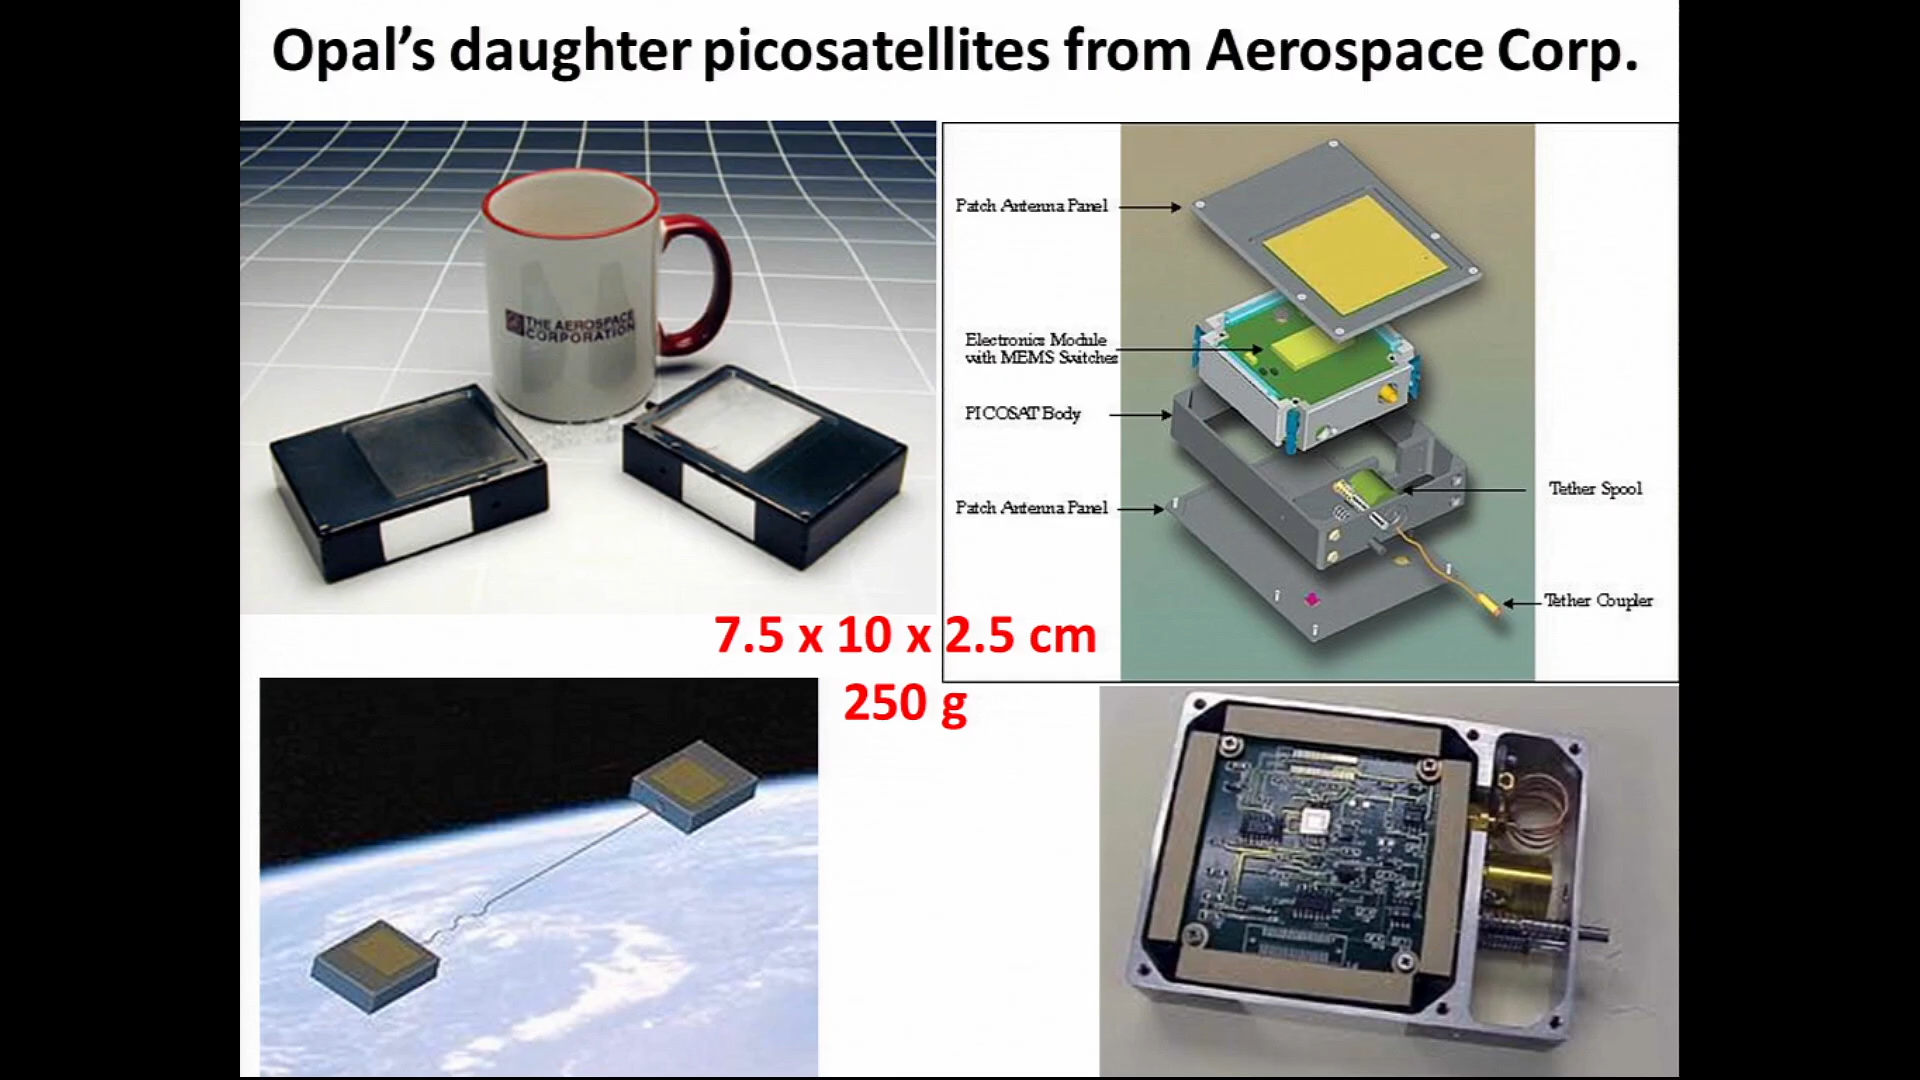 Opal’s daughter picosatellites from Aerospace Corp.
THE AEROSPACE
CORPORATION
Patch Antenna Panel
Electronics Module
with MEMS Switches
PICOSAT Body
Patch Antenna Panel
Tether Spool
Tether Coupler
7.5 x 10 x 2.5 cm
250 g